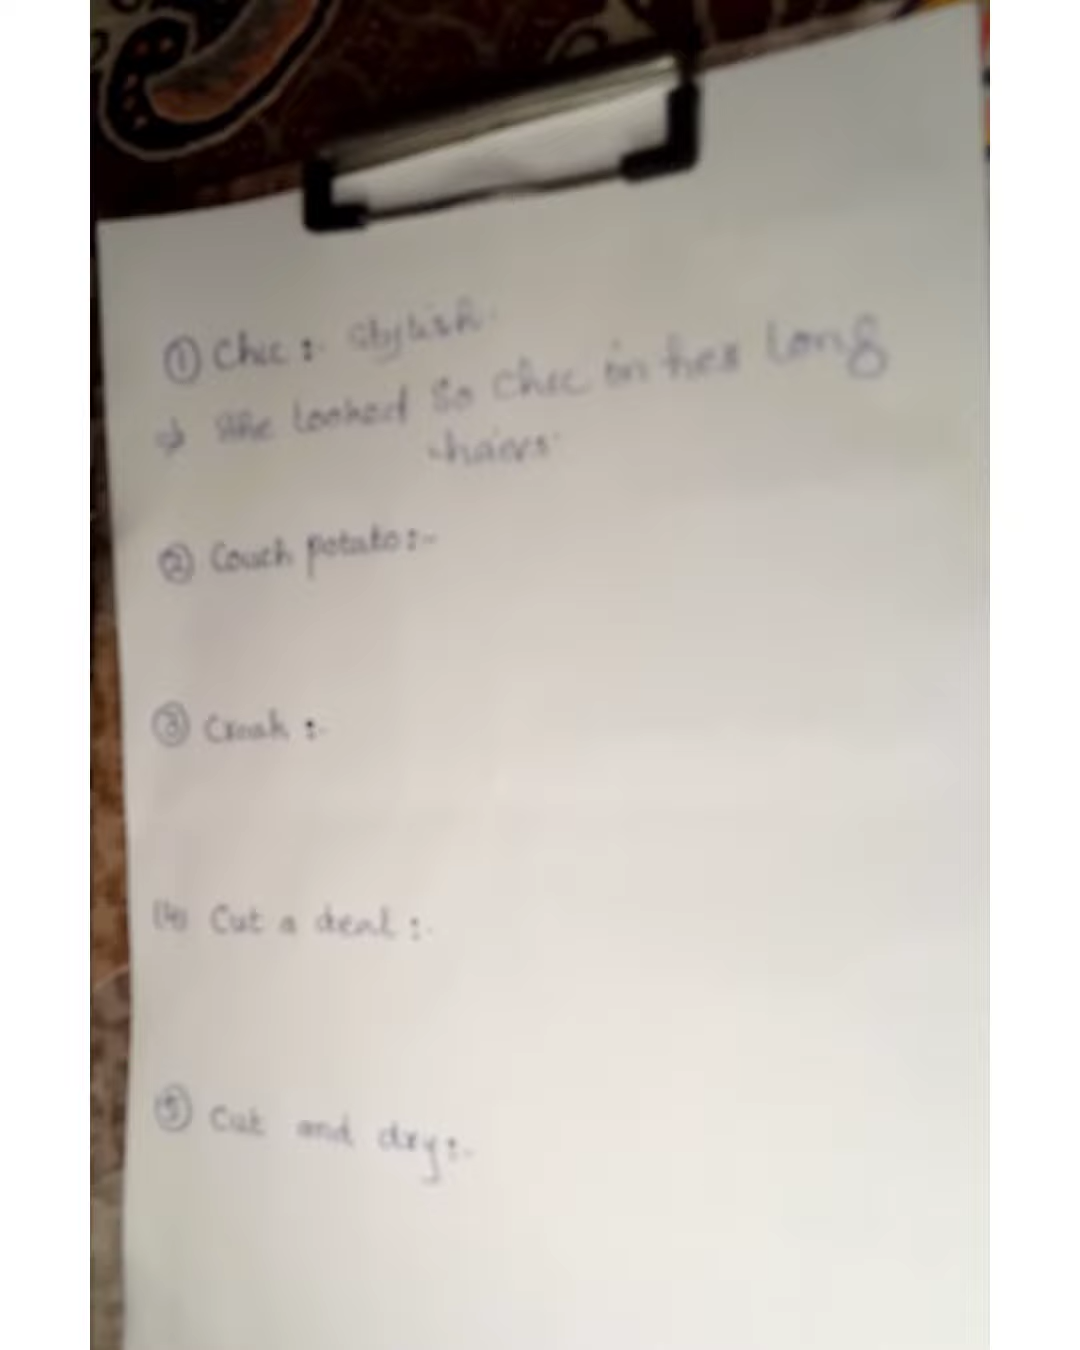 ① Chic :- Stylish.
→ She looked so chic in her long
hairs.
② Couch potato :-
③ Croak :-
(4) Cut a deal :-
⑤ Cut and dry :-